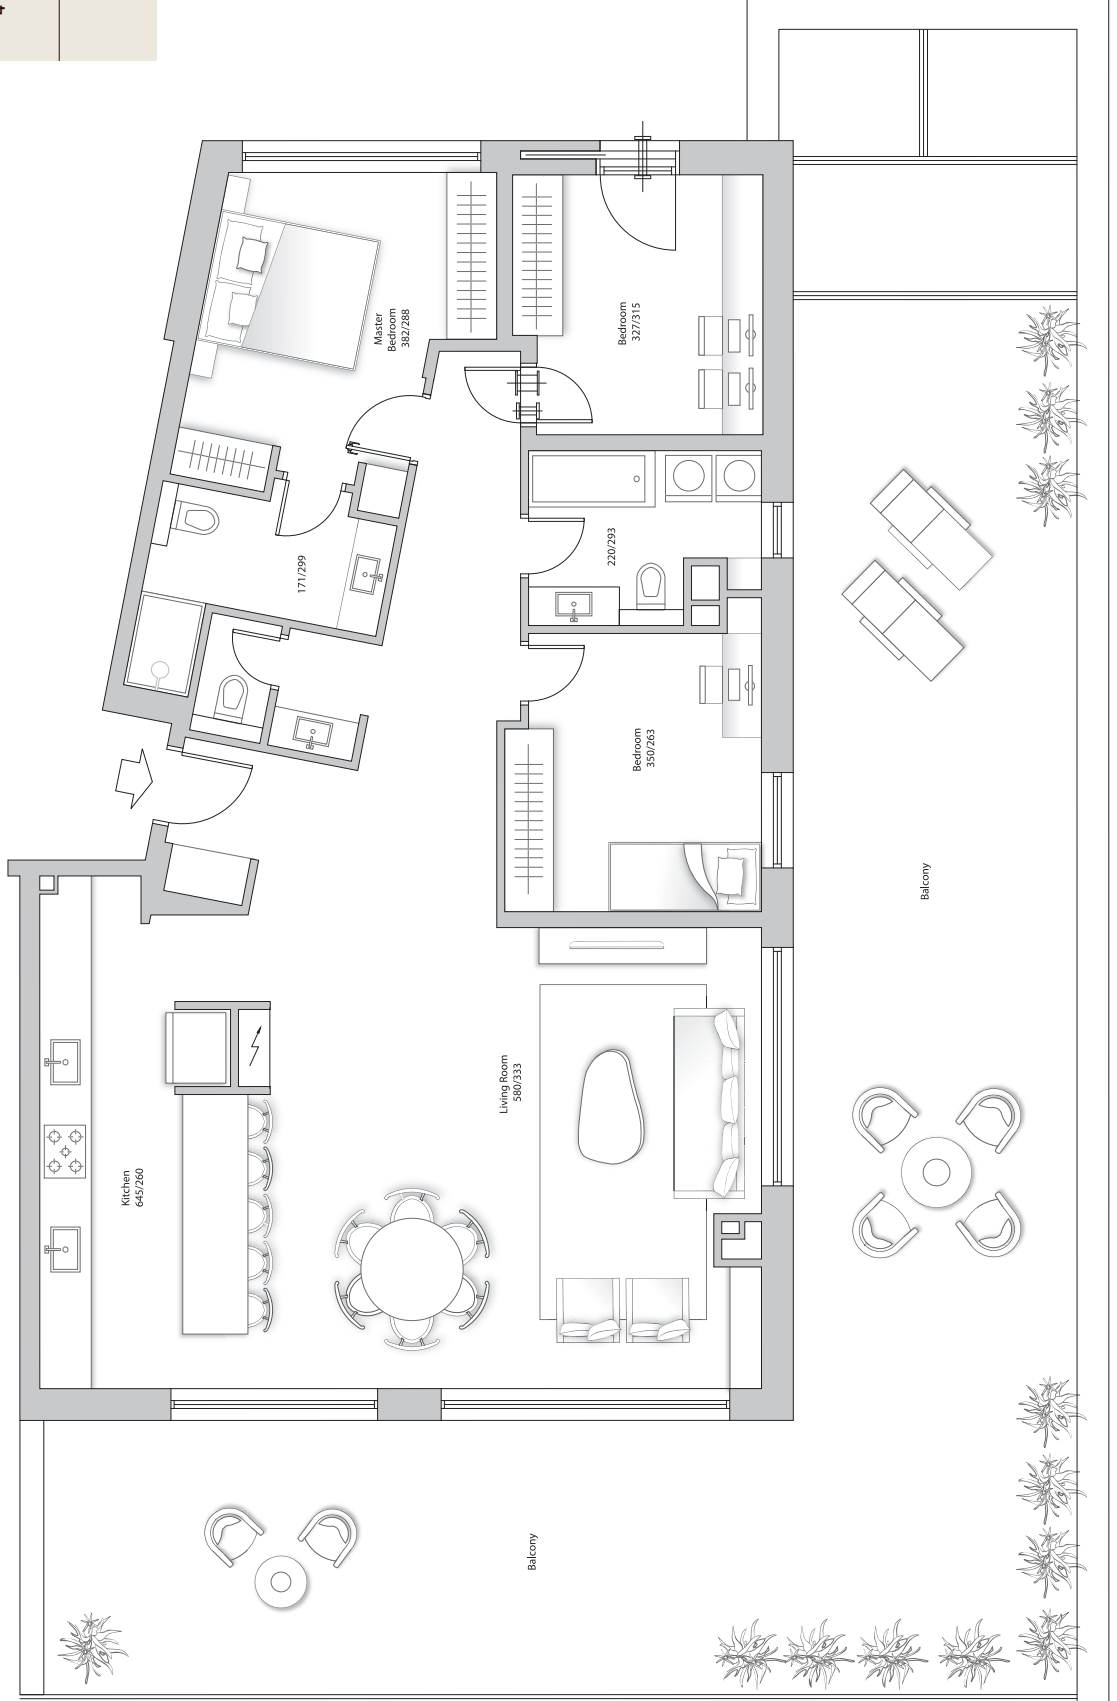 Master
Bedroom
382/288
Bedroom
327/315
171/299
220/293
Bedroom
350/263
Balcony
Living Room
580/333
Kitchen
645/260
Balcony